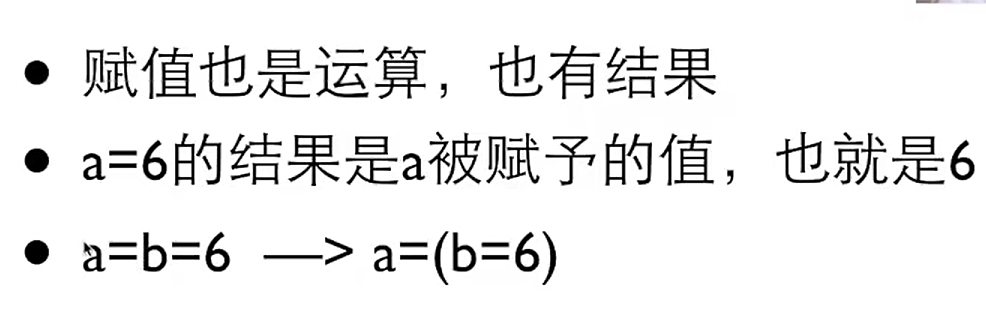 • 赋值也是运算，也有结果
• a=6的结果是a被赋予的值，也就是6
• a=b=6 —> a=(b=6)